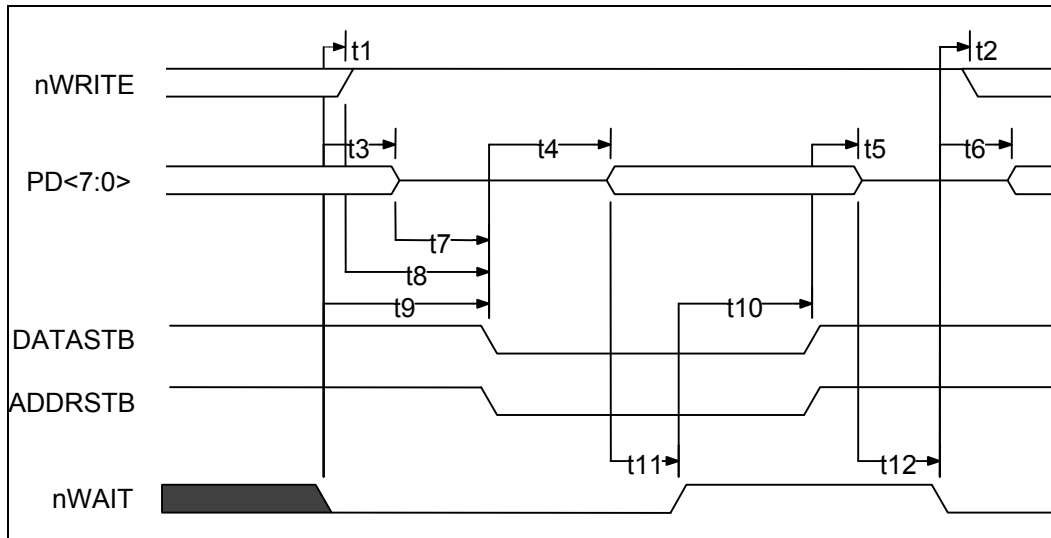 t1
t2
nWRITE
t3
t4
t5
t6
PD<7:0>
t7
t8
t9
t10
DATASTB
ADDRSTB
t11
t12
nWAIT